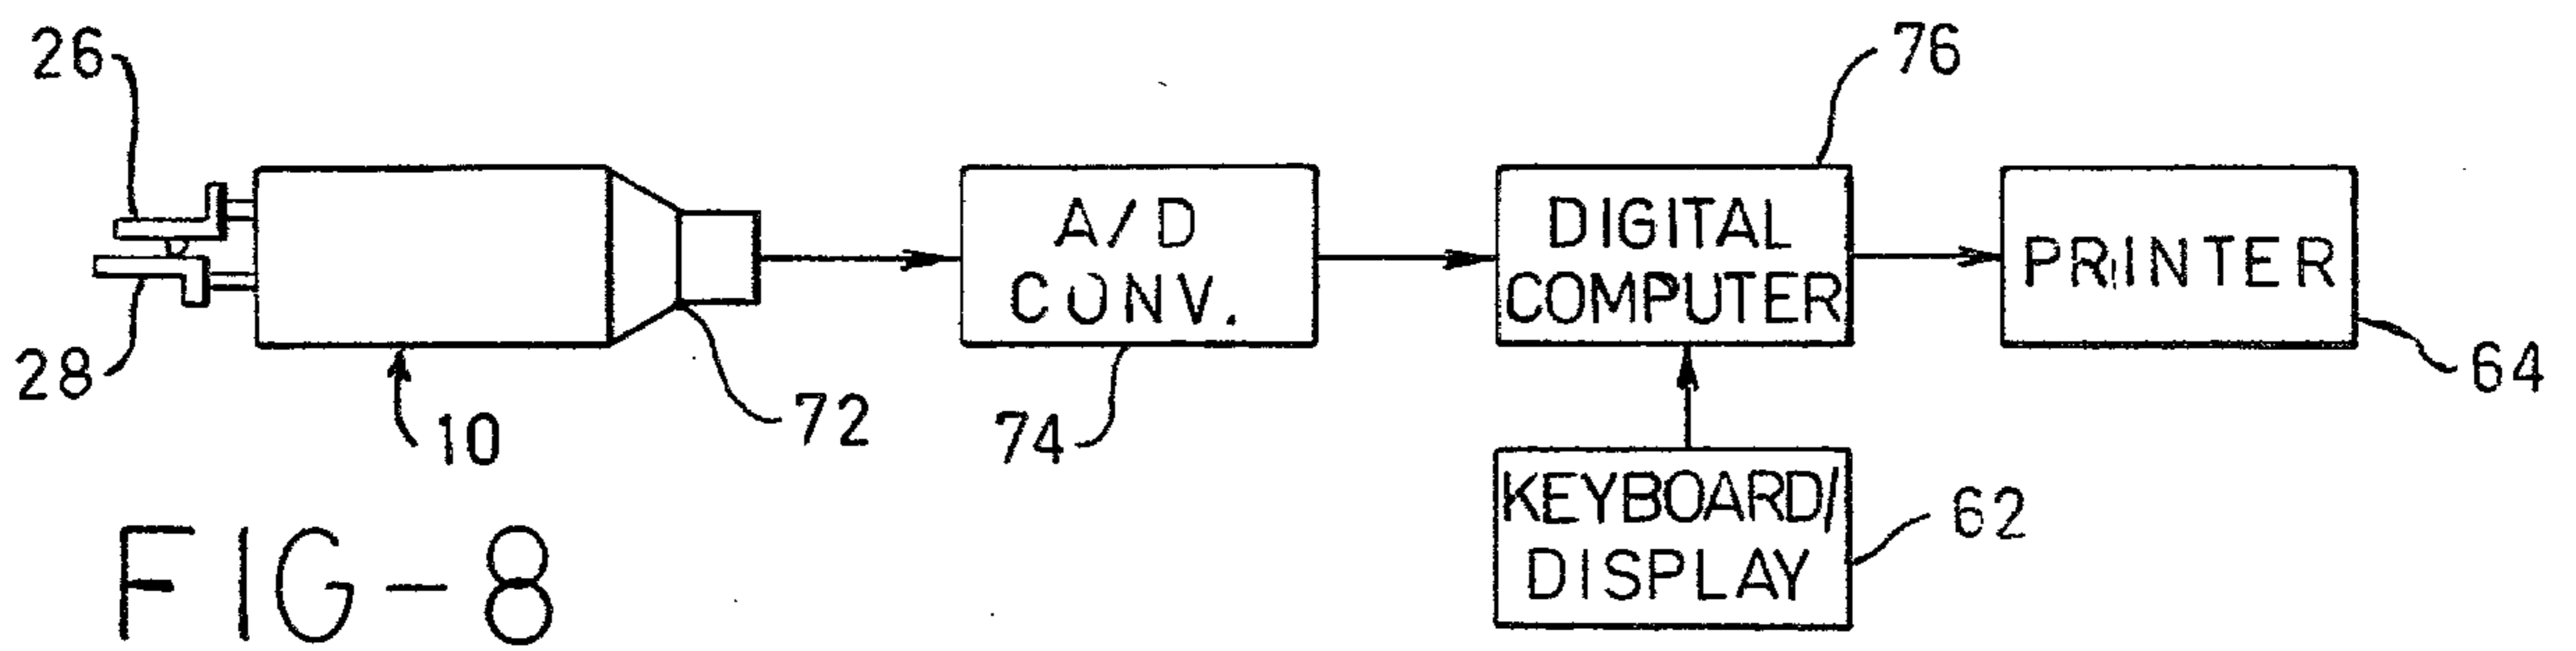 26
76
A/D
CONV.
DIGITAL
COMPUTER
PRINTER
28
10
72
74
64
KEYBOARD/
DISPLAY
62
FIG-8